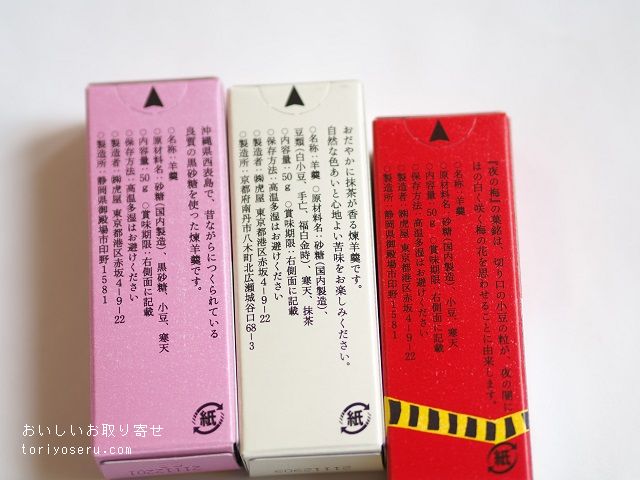 沖縄県西表島で、昔ながらにつくられている
良質の黒砂糖を使った煉羊羹です。
○名称：羊羹
○原材料名：砂糖（国内製造）、黒砂糖、小豆、寒天
○内容量：50g ○賞味期限：右側面に記載
○保存方法：高温多湿はお避けください
○製造者：㈱虎屋 東京都港区赤坂4-9-22
○製造所：静岡県御殿場市印野1581
紙
21112201
おだやかに抹茶が香る煉羊羹です。
自然な色あいと心地よい苦味をお楽しみください。
○名称：羊羹 ○原材料名：砂糖（国内製造）、
豆類（白小豆、手亡、福白金時）、寒天、抹茶
○内容量：50g ○賞味期限：右側面に記載
○保存方法：高温多湿はお避けください
○製造者：㈱虎屋 東京都港区赤坂4-9-22
○製造所：京都府南丹市八木町北広瀬城谷口68-3
紙
21112909
『夜の梅』の菓銘は、切り口の小豆の粒が、夜の闇に
ほの白く咲く梅の花を思わせることに由来します。
○名称：羊羹
○原材料名：砂糖（国内製造）、小豆、寒天
○内容量：50g ○賞味期限：右側面に記載
○保存方法：高温多湿はお避けください
○製造者：㈱虎屋 東京都港区赤坂4-9-22
○製造所：静岡県御殿場市印野1581
紙
おいしいお取り寄せ
toriyoseru.com